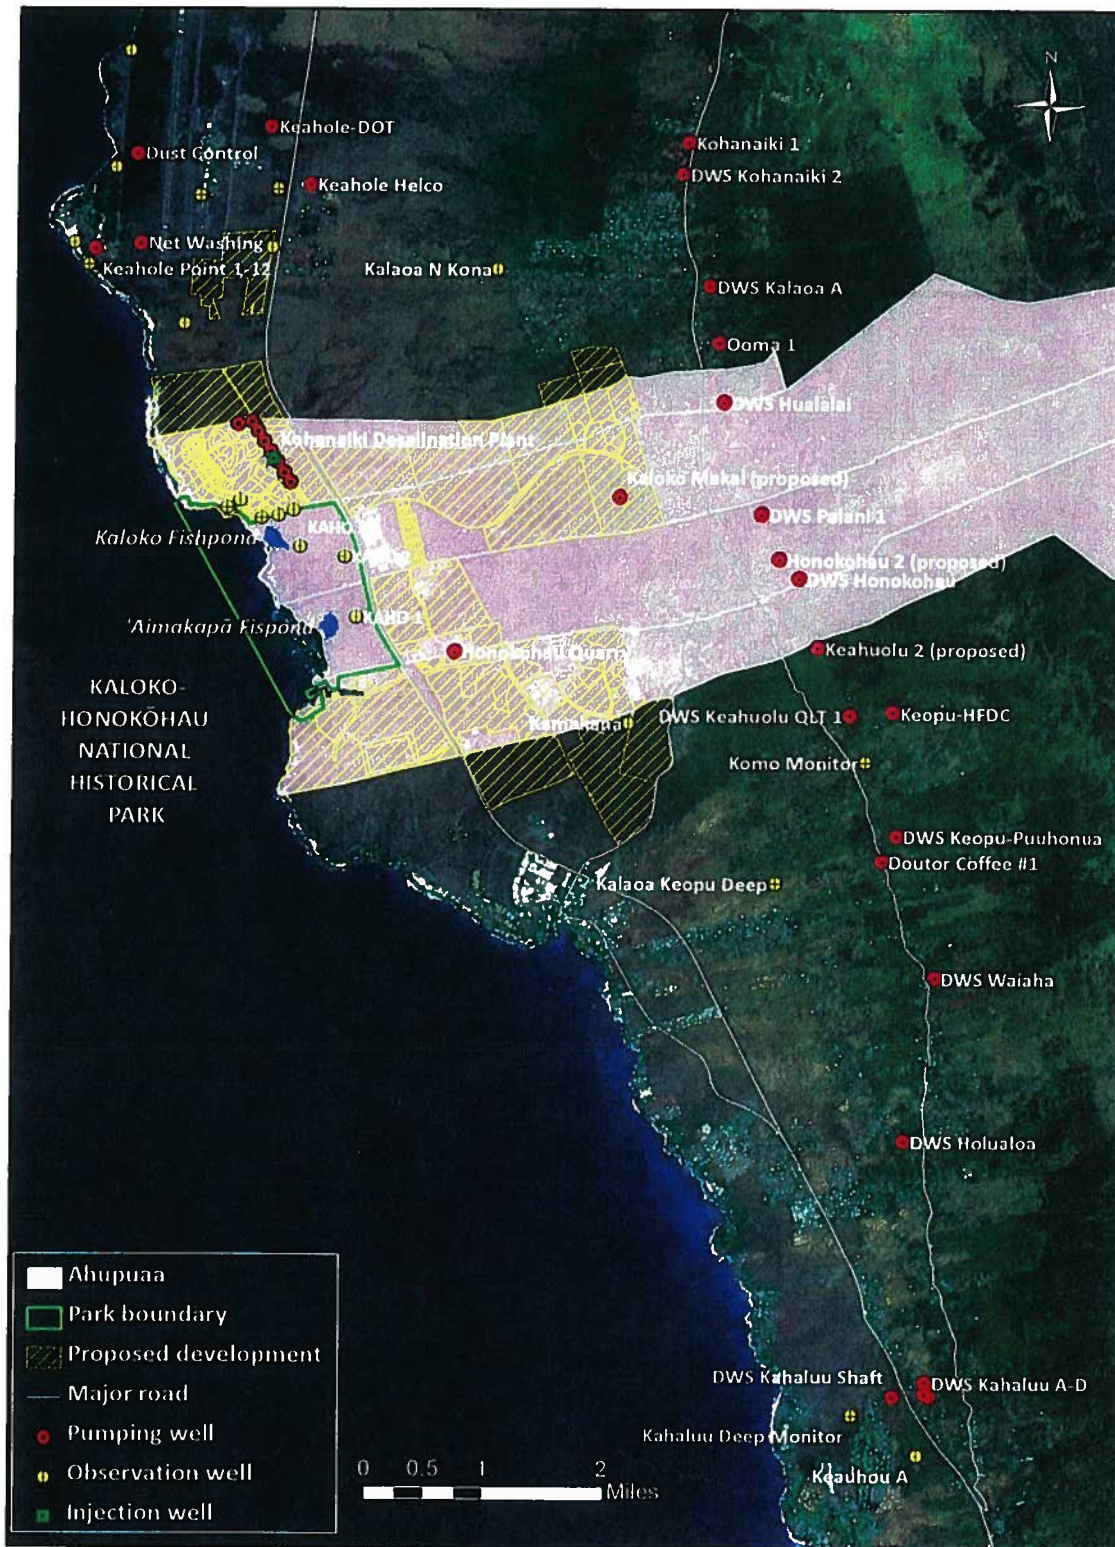 N
Keahole-DOT
Kohanaiki 1
Dust Control
DWS Kohanaiki 2
Keahole Helco
Net Washing
Keahole Point 1-12
Kalaoa N Kona
DWS Kalaoa A
Ooma 1
DWS Hualalai
Kohanaiki Desalination Plant
Kaloko Makai (proposed)
DWS Palani 1
KAHO
Kaloko Fishpond
Honokohau 2 (proposed)
DWS Honokohau
KAHO 1
'Aimakapā Fispond
Honokohau Quarry
Keahuolu 2 (proposed)
KALOKO-
HONOKŌHAU
NATIONAL
HISTORICAL
PARK
Kamakana
DWS Keahuolu QLT 1
Keopu-HFDC
Komo Monitor
DWS Keopu-Puuhonua
Doutor Coffee #1
Kalaoa Keopu Deep
DWS Waiaha
DWS Holualoa
DWS Kahaluu Shaft
DWS Kahaluu A-D
Kahaluu Deep Monitor
Keauhou A
Ahupuaa
Park boundary
Proposed development
Major road
Pumping well
Observation well
Injection well
0 0.5 1 2
Miles